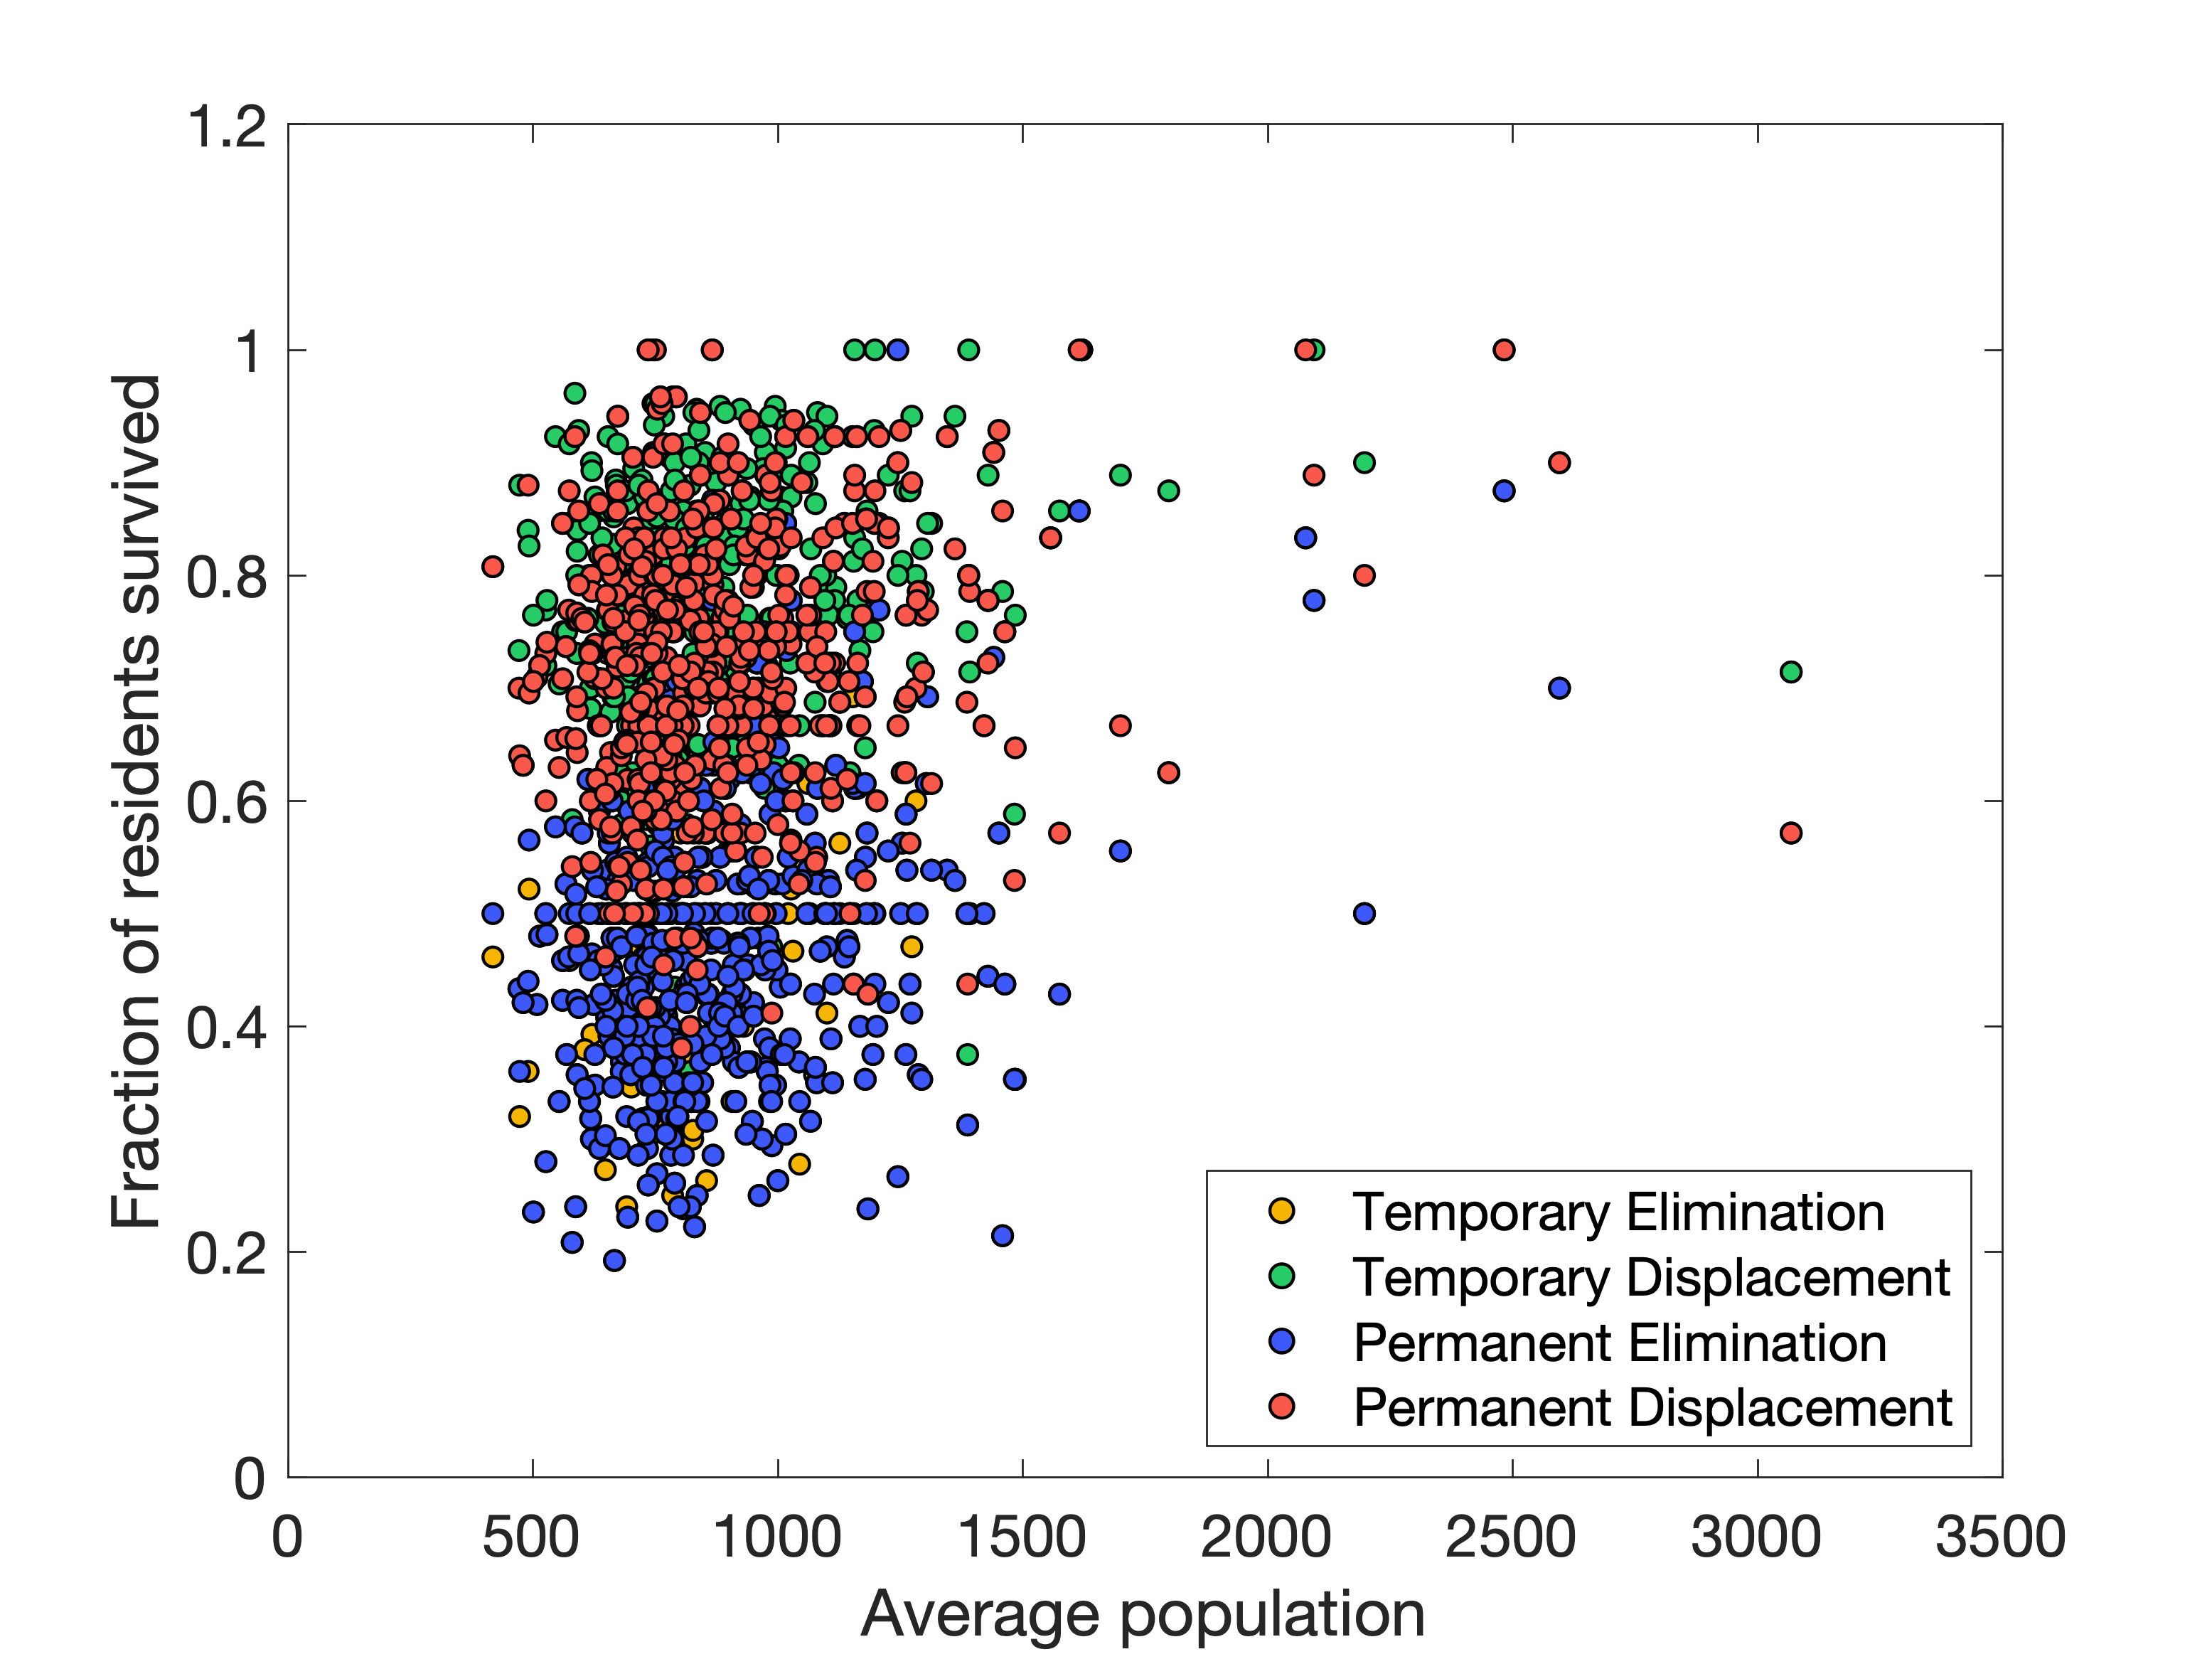 1.2
1
0.8
0.6
0.4
0.2
0
Fraction of residents survived
Temporary Elimination
Temporary Displacement
Permanent Elimination
Permanent Displacement
0 500 1000 1500 2000 2500 3000 3500
Average population